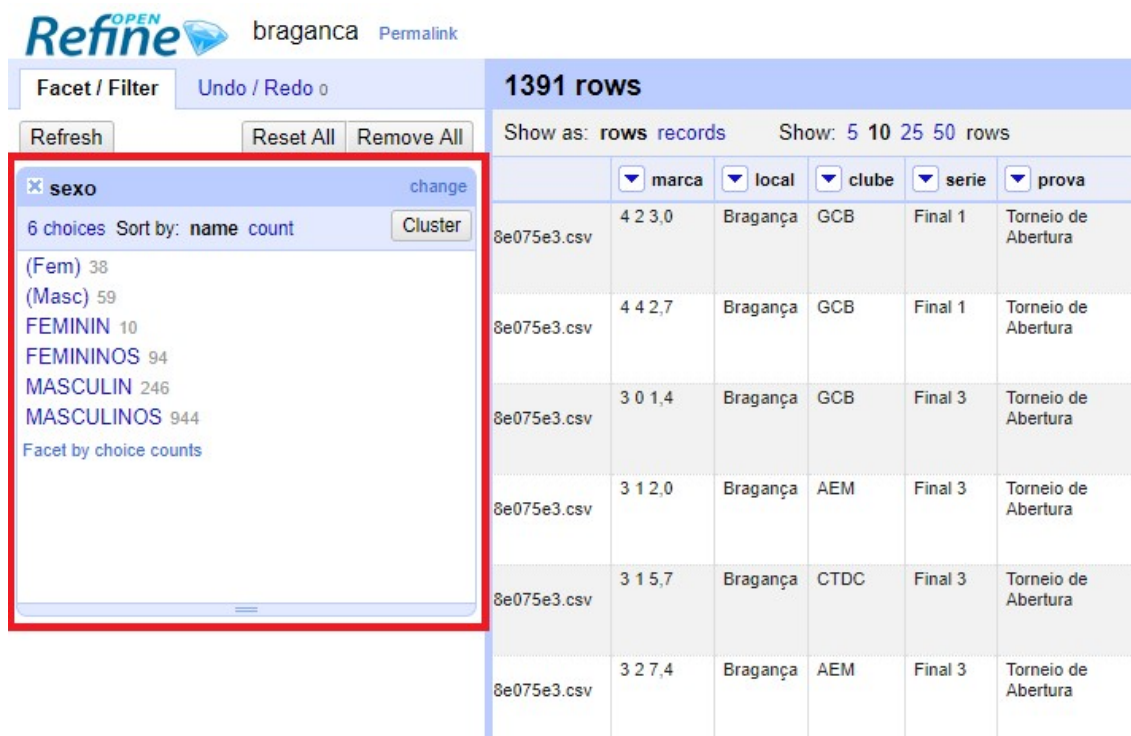 OPEN
Refine braganca Permalink
Facet / Filter Undo / Redo 0
Refresh Reset All Remove All
sexo change
6 choices Sort by: name count Cluster
(Fem) 38
(Masc) 59
FEMININ 10
FEMININOS 94
MASCULIN 246
MASCULINOS 944
Facet by choice counts
1391 rows
Show as: rows records Show: 5 10 25 50 rows
marca local clube serie prova
8e075e3.csv 4 2 3,0 Bragança GCB Final 1 Torneio de
Abertura
8e075e3.csv 4 4 2,7 Bragança GCB Final 1 Torneio de
Abertura
8e075e3.csv 3 0 1,4 Bragança GCB Final 3 Torneio de
Abertura
8e075e3.csv 3 1 2,0 Bragança AEM Final 3 Torneio de
Abertura
8e075e3.csv 3 1 5,7 Bragança CTDC Final 3 Torneio de
Abertura
8e075e3.csv 3 2 7,4 Bragança AEM Final 3 Torneio de
Abertura